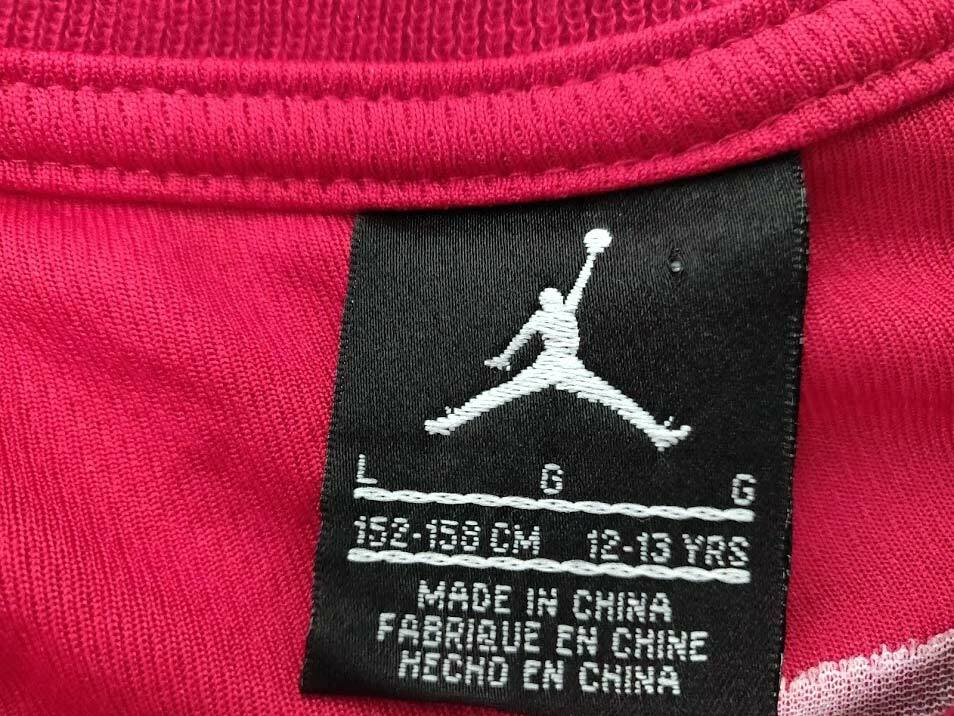 L G G
152-158 CM 12-13 YRS
MADE IN CHINA
FABRIQUE EN CHINE
HECHO EN CHINA